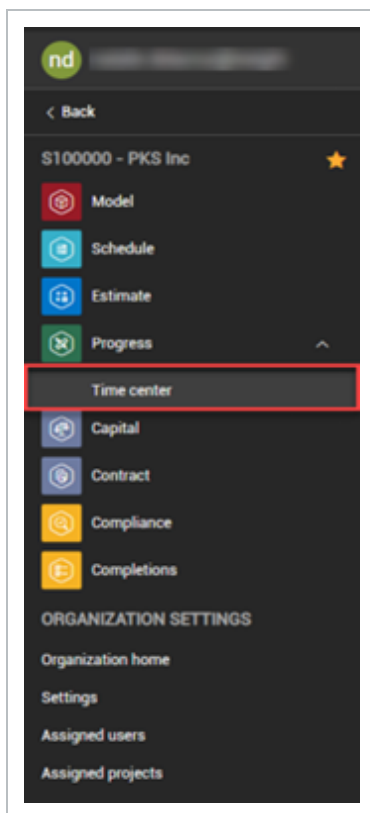 nd
< Back
S100000 - PKS Inc
Model
Schedule
Estimate
Progress
Time center
Capital
Contract
Compliance
Completions
ORGANIZATION SETTINGS
Organization home
Settings
Assigned users
Assigned projects